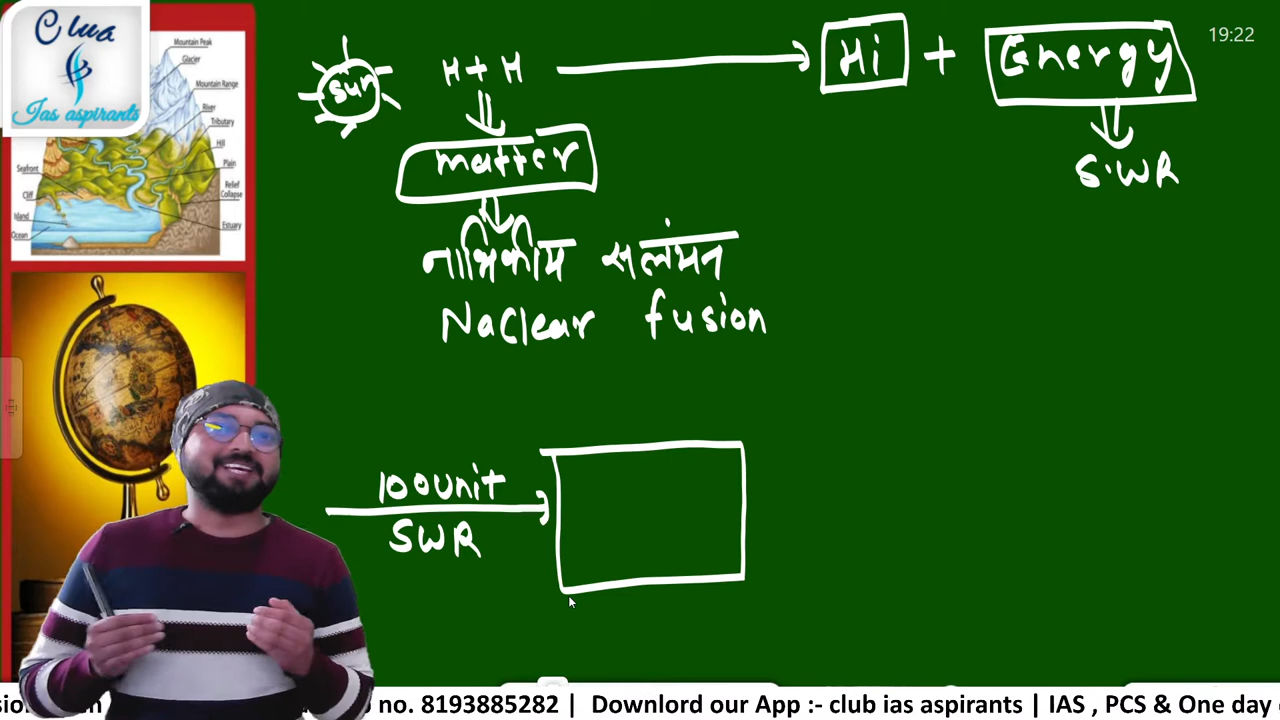 Clua
Ias aspirants
Mountain Peak
Glacier
Mountain Range
River
Tributary
Hill
Seafront
Plain
Cliff
Relief
Collapse
Island
Estuary
Ocean
19:22
sun
H + H → Hi + Energy
matter
S.WR
नाभिकीय सलंयन
Naclear fusion
100unit
SWR
no. 8193885282 | Downlord our App :- club ias aspirants | IAS , PCS & One day